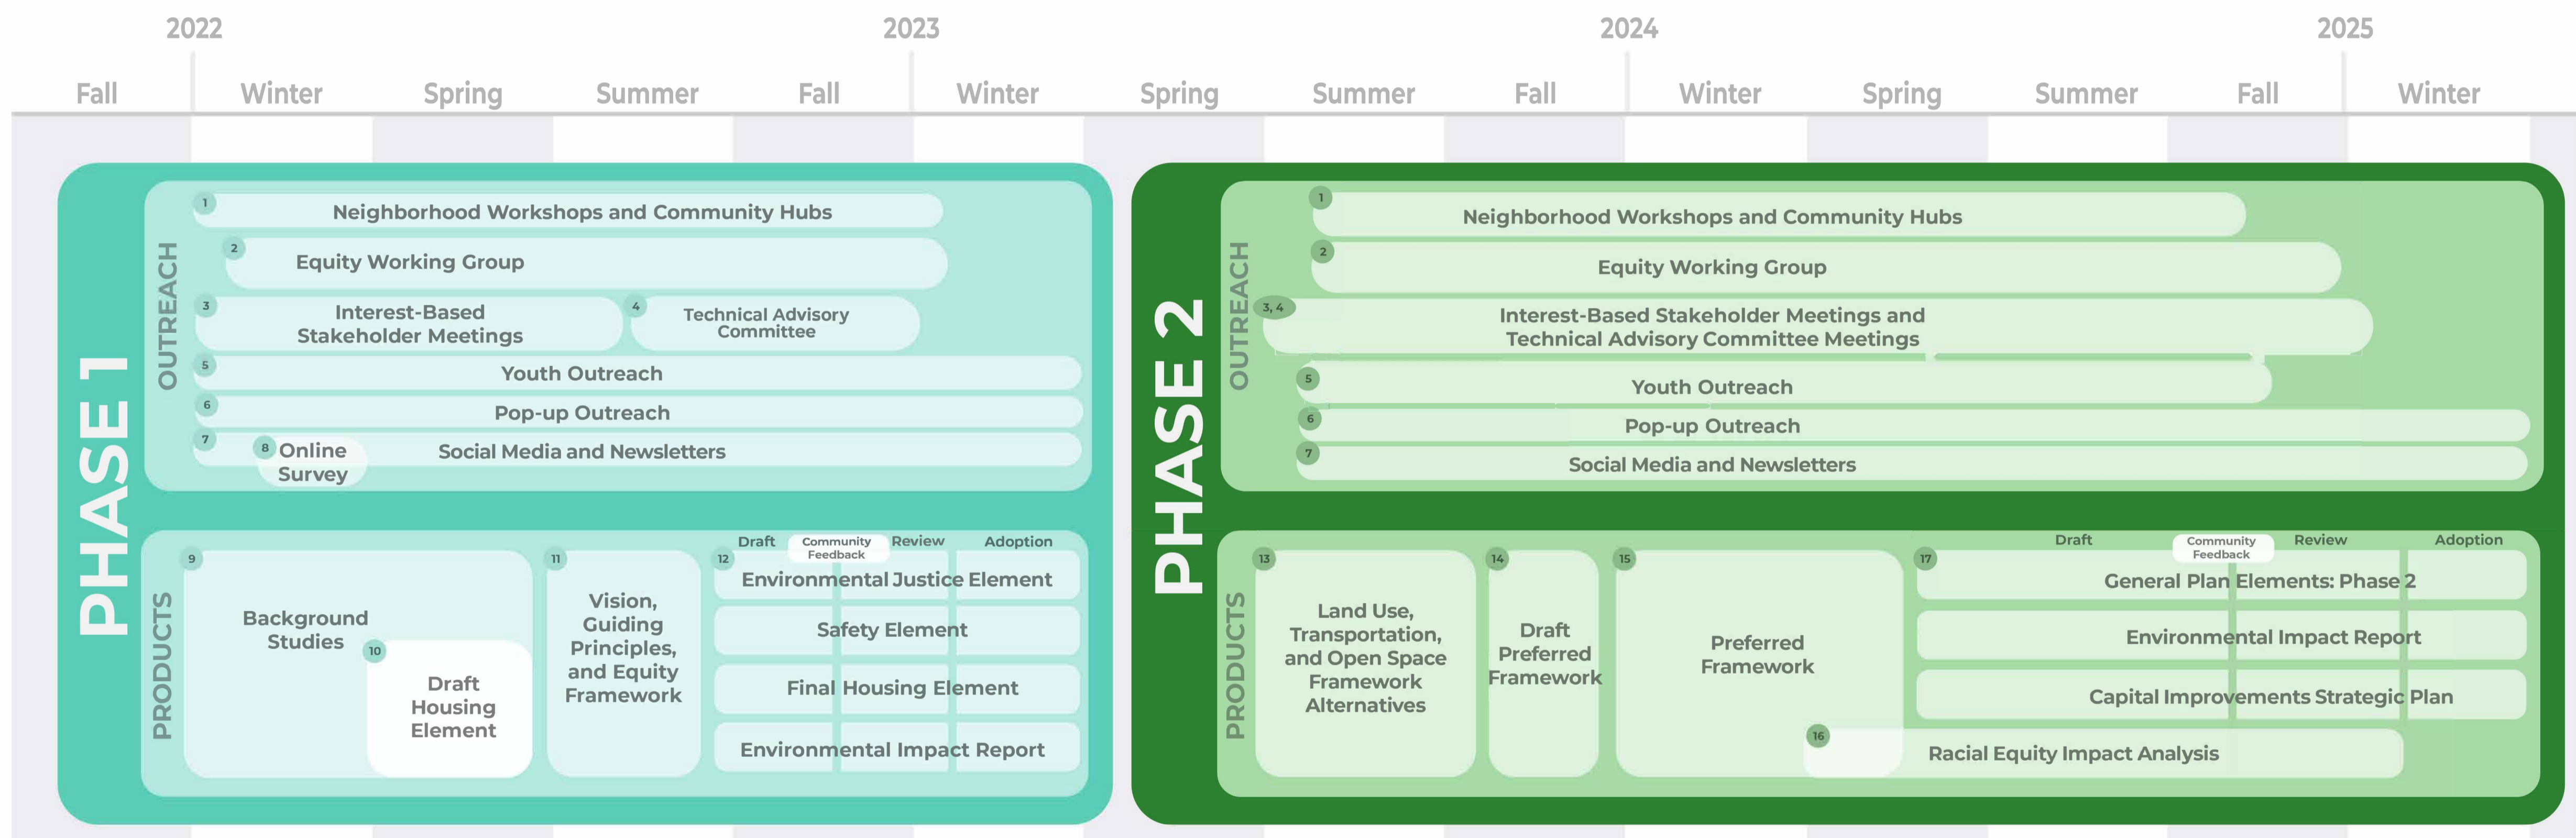 2022 2023 2024 2025
Fall Winter Spring Summer Fall Winter Spring Summer Fall Winter Spring Summer Fall Winter
PHASE 1
OUTREACH
1 Neighborhood Workshops and Community Hubs
2 Equity Working Group
3 Interest-Based
Stakeholder Meetings
4 Technical Advisory
Committee
5 Youth Outreach
6 Pop-up Outreach
7 Social Media and Newsletters
8 Online
Survey
PRODUCTS
9 Background
Studies
10 Draft
Housing
Element
11 Vision,
Guiding
Principles,
and Equity
Framework
12 Draft Community Review Adoption
Feedback
Environmental Justice Element
Safety Element
Final Housing Element
Environmental Impact Report
PHASE 2
OUTREACH
1 Neighborhood Workshops and Community Hubs
2 Equity Working Group
3, 4 Interest-Based Stakeholder Meetings and
Technical Advisory Committee Meetings
5 Youth Outreach
6 Pop-up Outreach
7 Social Media and Newsletters
PRODUCTS
13 Land Use,
Transportation,
and Open Space
Framework
Alternatives
14 Draft
Preferred
Framework
15 Preferred
Framework
16 Racial Equity Impact Analysis
17 Draft Community Review Adoption
Feedback
General Plan Elements: Phase 2
Environmental Impact Report
Capital Improvements Strategic Plan